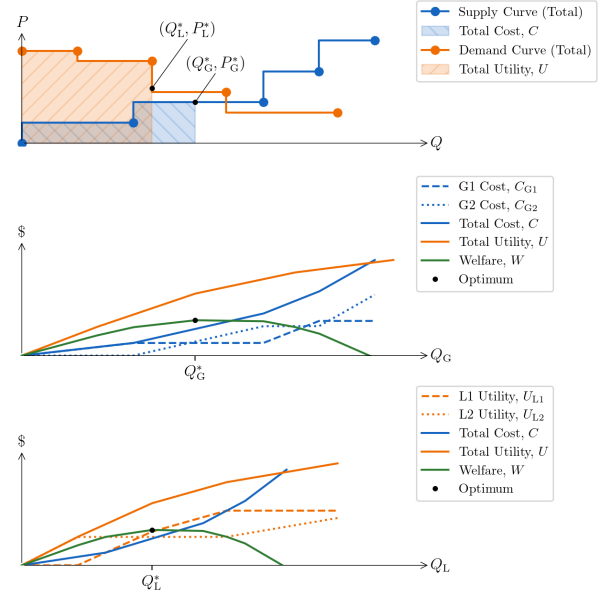 P
(Q*L, P*L)
(Q*G, P*G)
Q
Supply Curve (Total)
Total Cost, C
Demand Curve (Total)
Total Utility, U
$
Q*G
QG
G1 Cost, CG1
G2 Cost, CG2
Total Cost, C
Total Utility, U
Welfare, W
Optimum
$
Q*L
QL
L1 Utility, UL1
L2 Utility, UL2
Total Cost, C
Total Utility, U
Welfare, W
Optimum